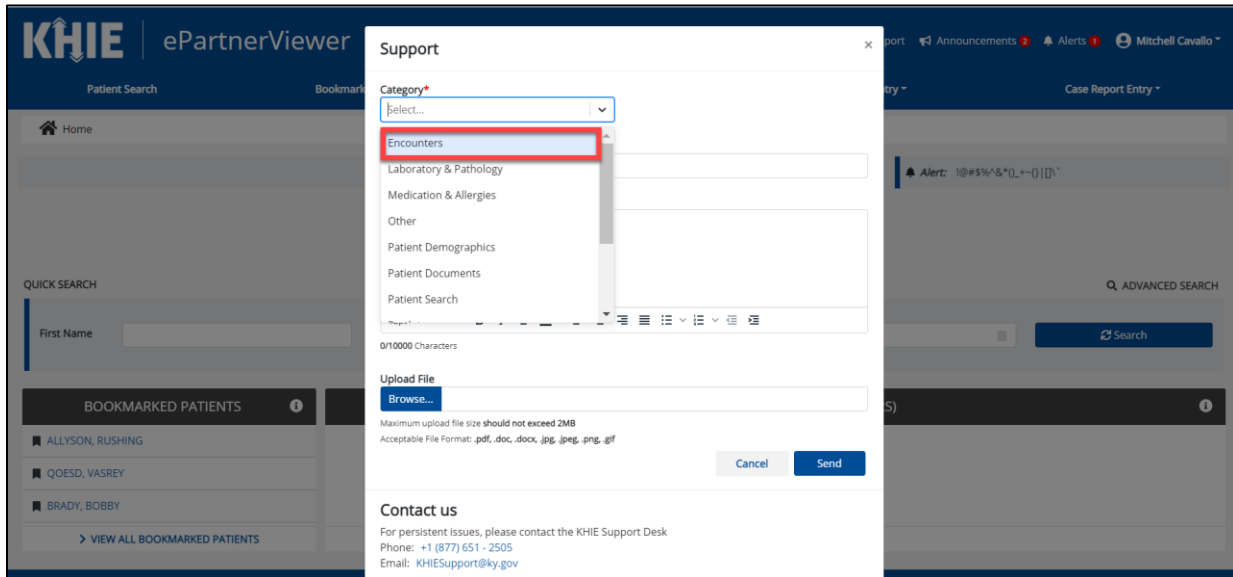 KHIE ePartnerViewer
port Announcements 2 Alerts 1 Mitchell Cavallo
Patient Search Bookmark try Case Report Entry
Home
Alert: !@#$%^&*()_+~{}|[]\`
QUICK SEARCH
ADVANCED SEARCH
First Name
Search
BOOKMARKED PATIENTS
S)
ALLYSON, RUSHING
QOESD, VASREY
BRADY, BOBBY
VIEW ALL BOOKMARKED PATIENTS
Support ×
Category*
Select...
Encounters
Laboratory & Pathology
Medication & Allergies
Other
Patient Demographics
Patient Documents
Patient Search
0/10000 Characters
Upload File
Browse...
Maximum upload file size should not exceed 2MB
Acceptable File Format: .pdf, .doc, .docx, .jpg, .jpeg, .png, .gif
Cancel Send
Contact us
For persistent issues, please contact the KHIE Support Desk
Phone: +1 (877) 651 - 2505
Email: KHIESupport@ky.gov